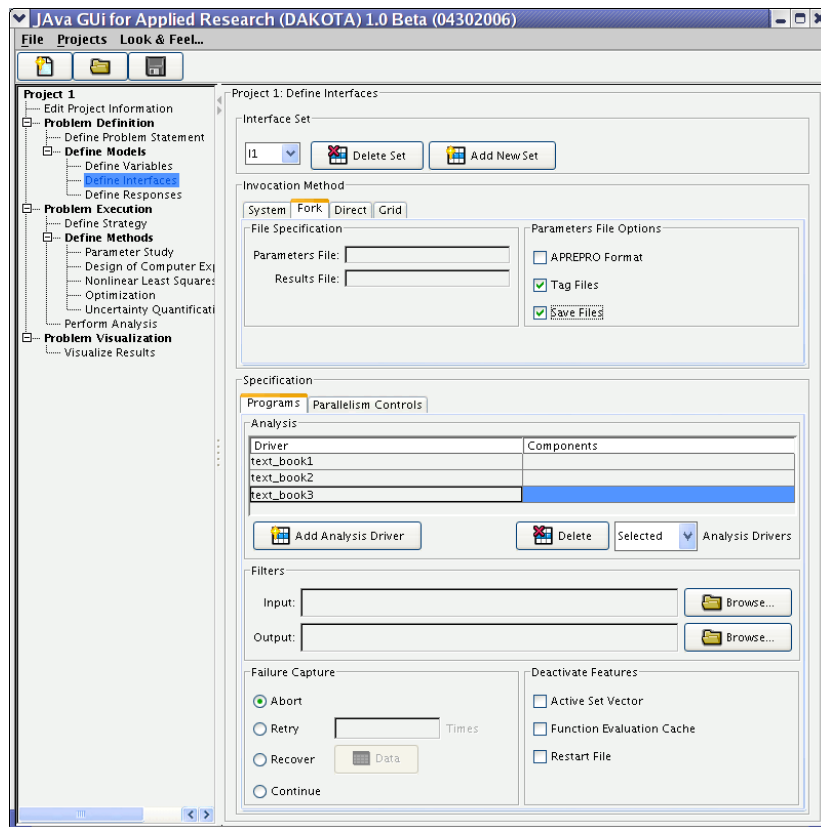 JAva GUi for Applied Research (DAKOTA) 1.0 Beta (04302006)
File Projects Look & Feel...
Project 1
Edit Project Information
Problem Definition
Define Problem Statement
Define Models
Define Variables
Define Interfaces
Define Responses
Problem Execution
Define Strategy
Define Methods
Parameter Study
Design of Computer Exp
Nonlinear Least Squares
Optimization
Uncertainty Quantificati
Perform Analysis
Problem Visualization
Visualize Results
Project 1: Define Interfaces
Interface Set
I1 Delete Set Add New Set
Invocation Method
System Fork Direct Grid
File Specification
Parameters File:
Results File:
Parameters File Options
APREPRO Format
Tag Files
Save Files
Specification
Programs Parallelism Controls
Analysis
Driver Components
text_book1
text_book2
text_book3
Add Analysis Driver Delete Selected Analysis Drivers
Filters
Input: Browse...
Output: Browse...
Failure Capture
Abort
Retry Times
Recover Data
Continue
Deactivate Features
Active Set Vector
Function Evaluation Cache
Restart File